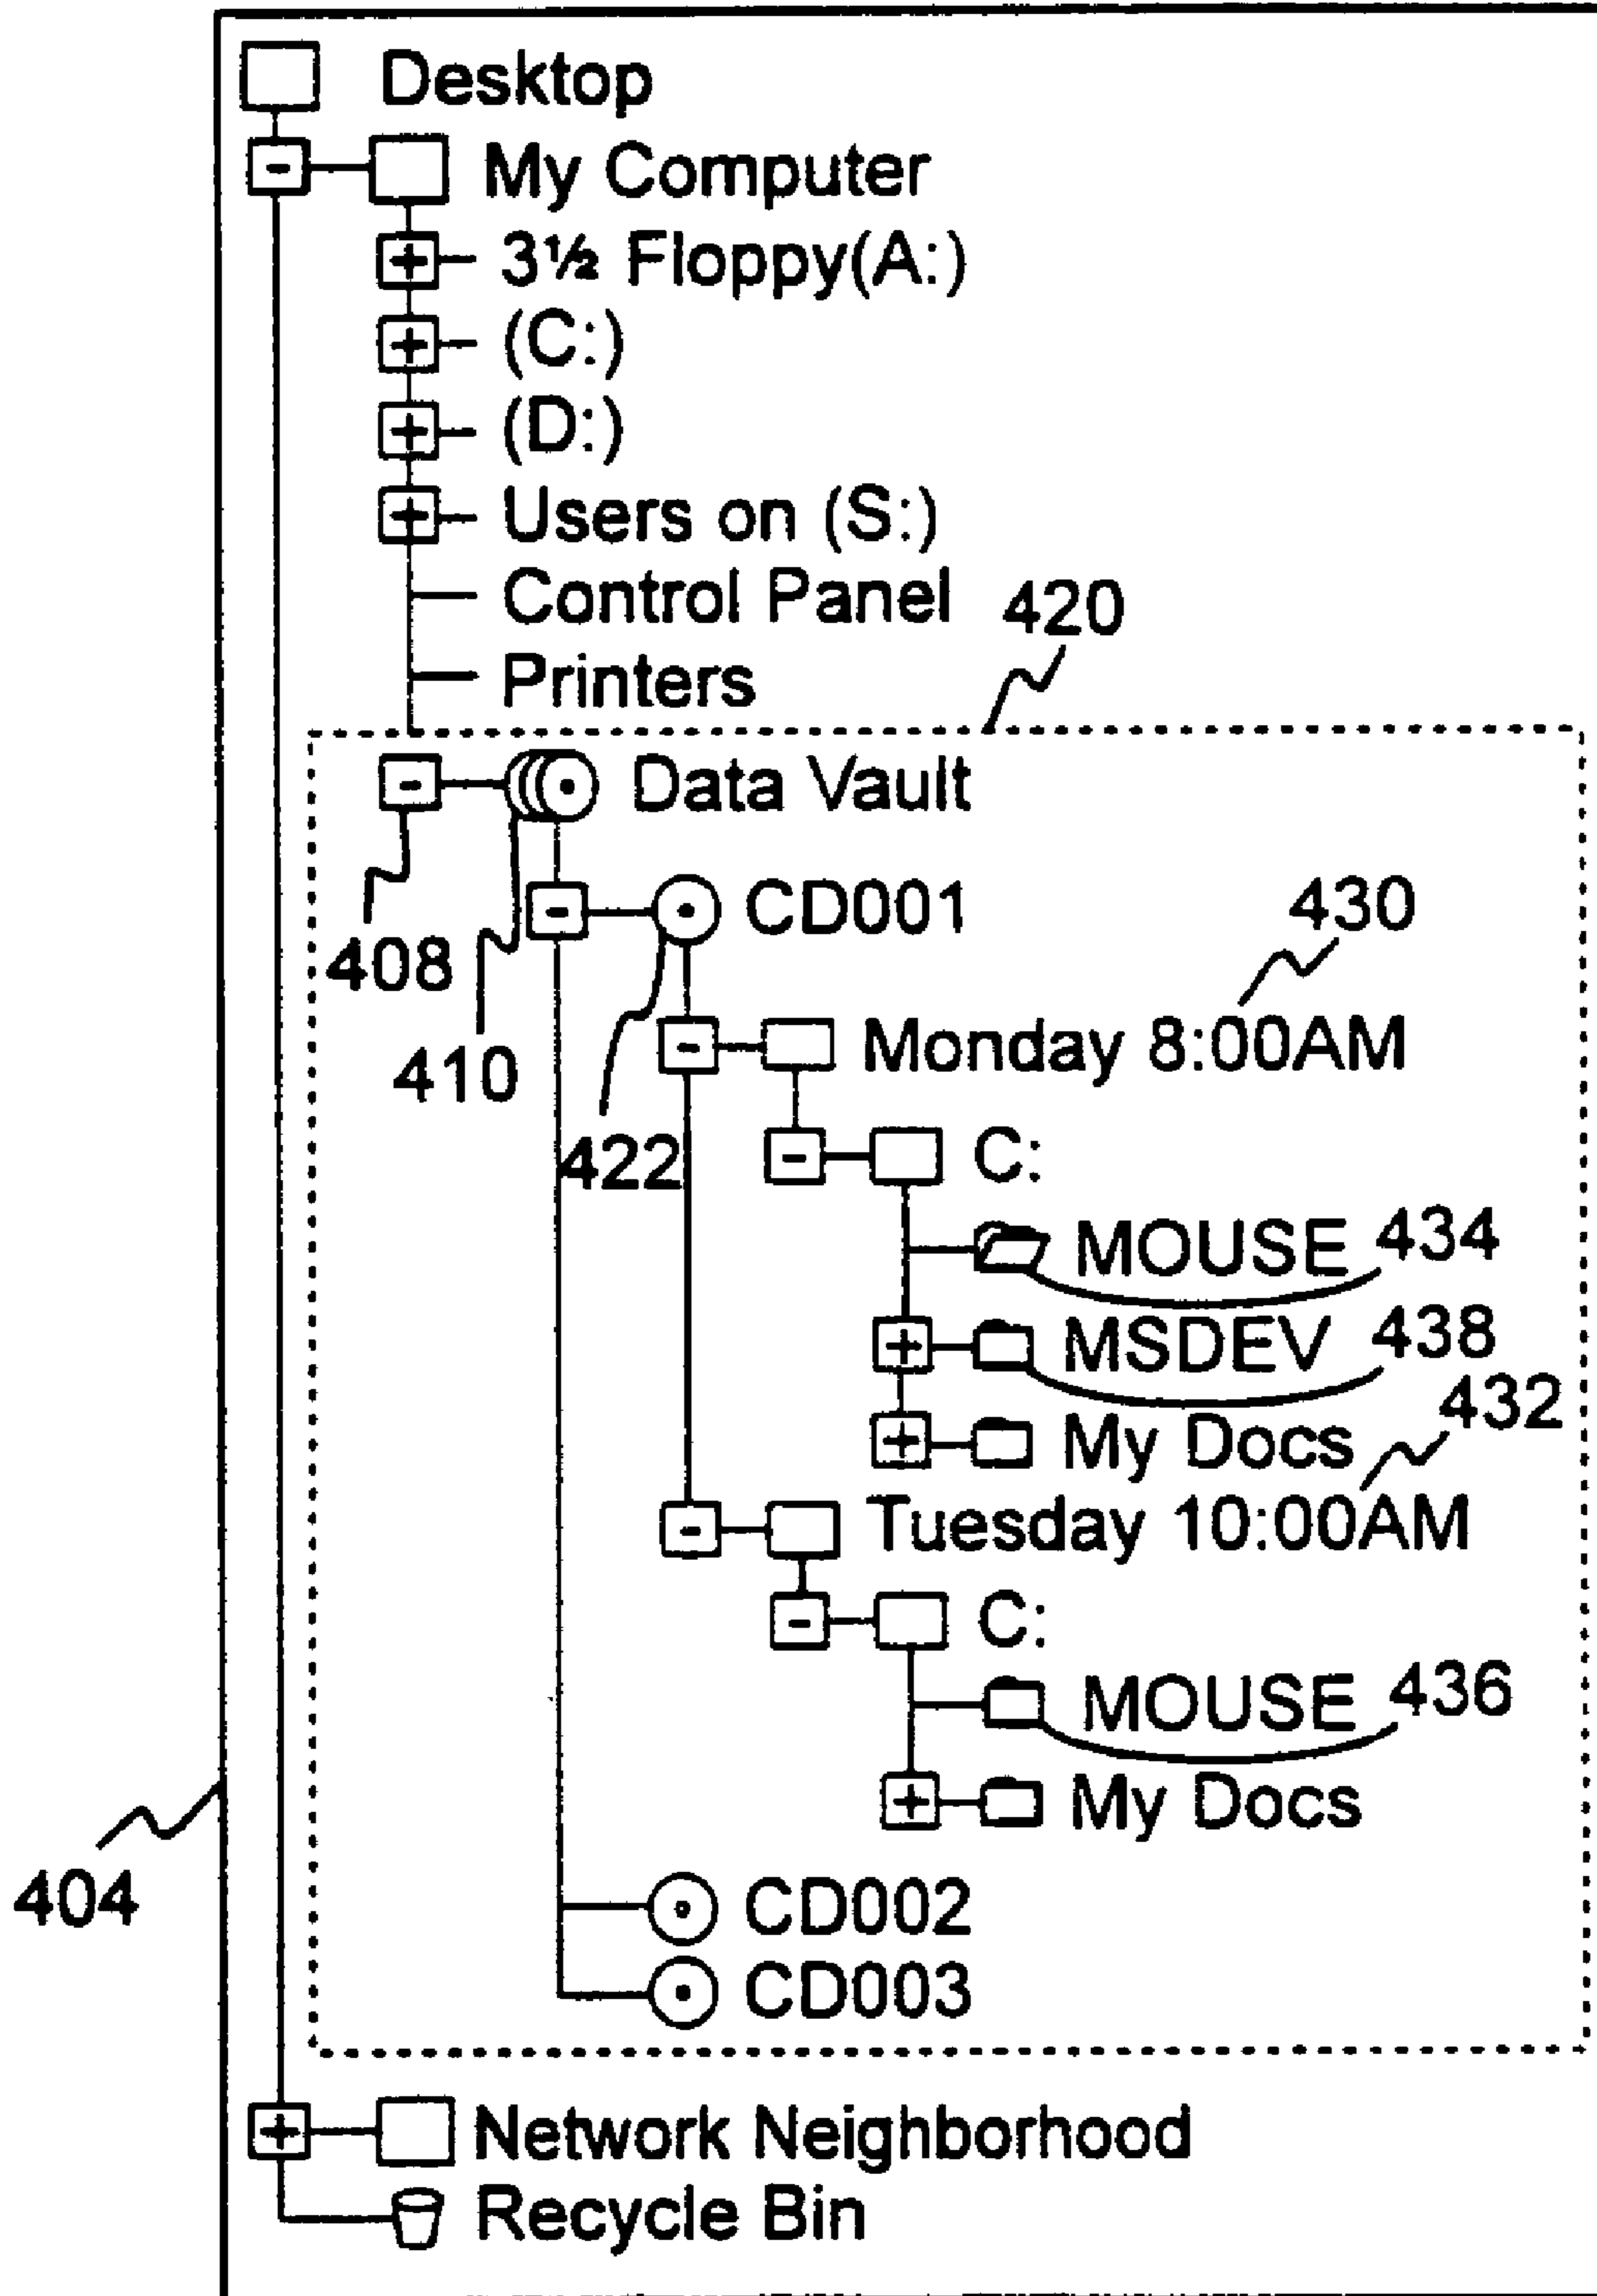 Desktop
My Computer
3½ Floppy(A:)
(C:)
(D:)
Users on (S:)
Control Panel
420
Printers
Data Vault
CD001
430
408
Monday 8:00AM
410
422
C:
MOUSE 434
MSDEV 438
432
My Docs
Tuesday 10:00AM
C:
MOUSE 436
My Docs
404
CD002
CD003
Network Neighborhood
Recycle Bin